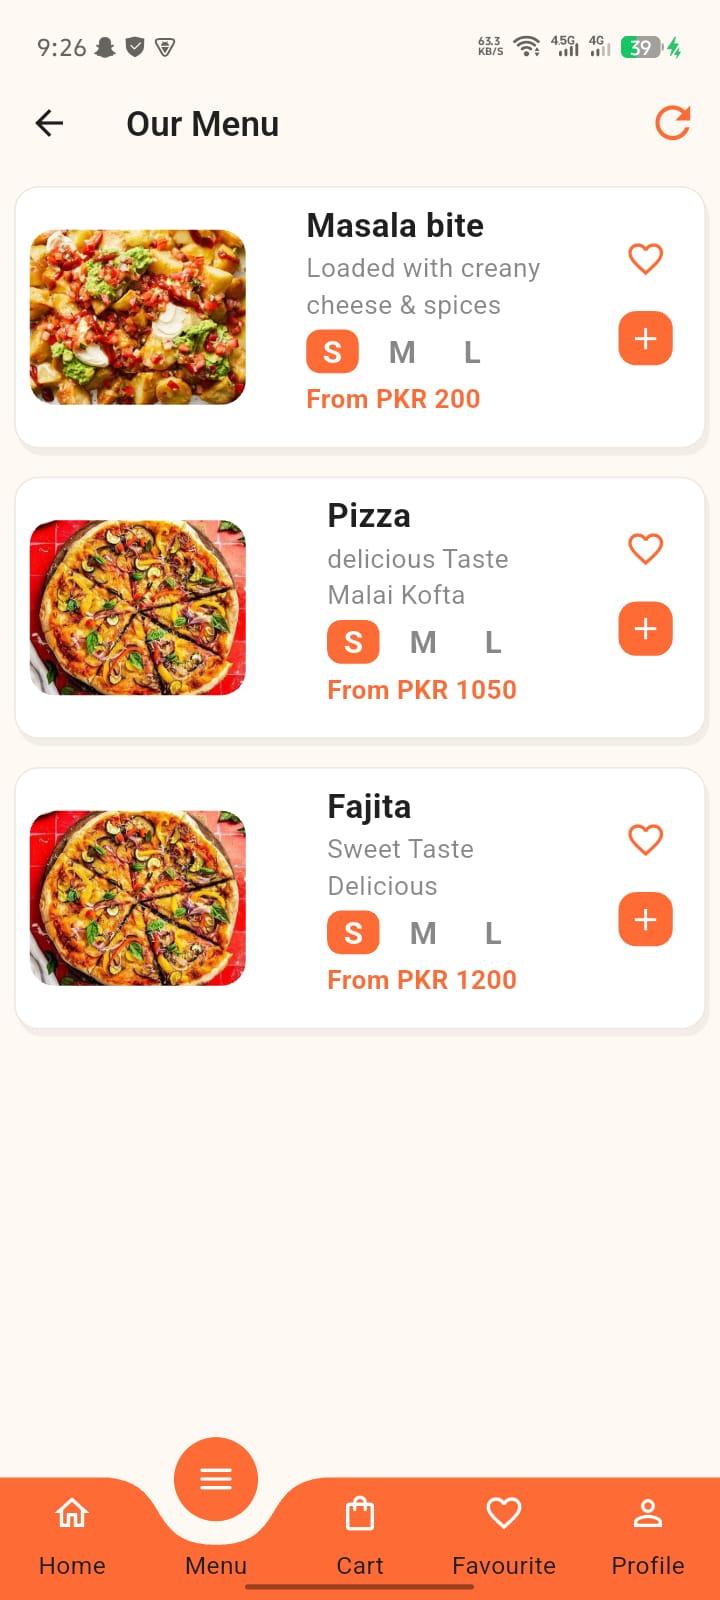 9:26
63.3 KB/S 4.5G 4G 39
Our Menu
Masala bite
Loaded with creany
cheese & spices
S M L
From PKR 200
Pizza
delicious Taste
Malai Kofta
S M L
From PKR 1050
Fajita
Sweet Taste
Delicious
S M L
From PKR 1200
Home Menu Cart Favourite Profile